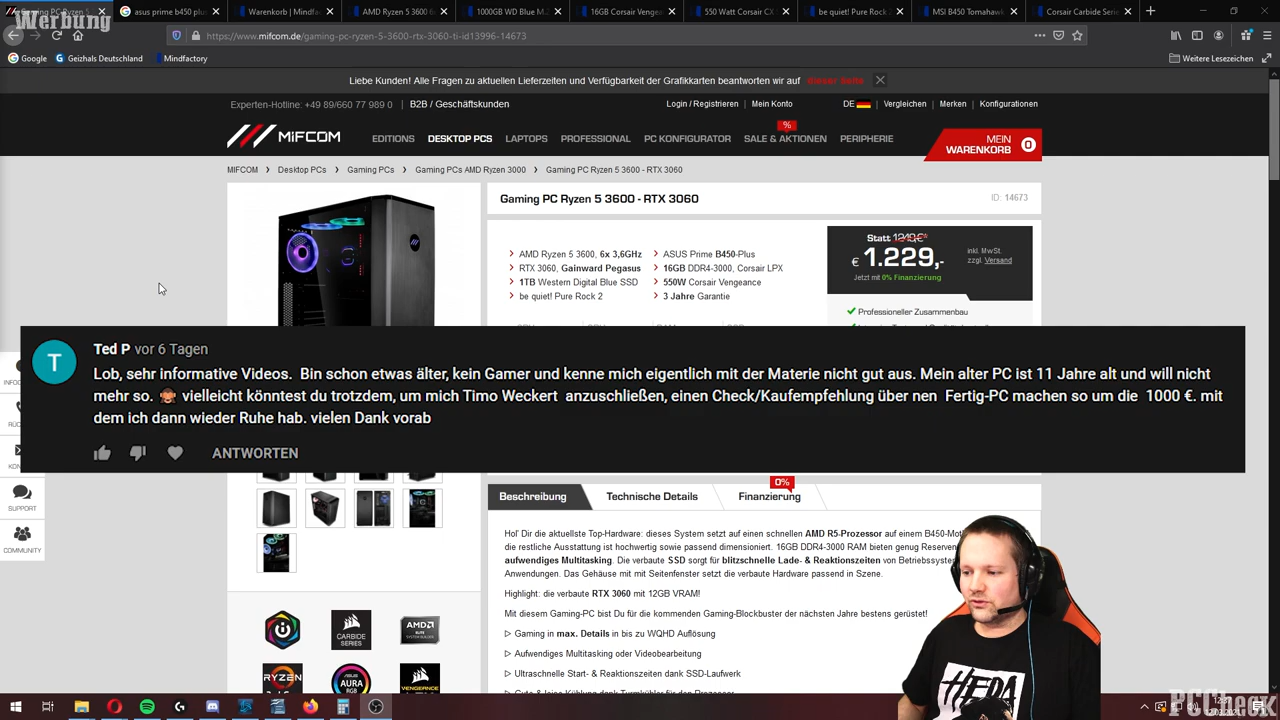 Werbung
asus prime b450 plus
Warenkorb | Mindfac
AMD Ryzen 5 3600 6
1000GB WD Blue M.2
16GB Corsair Vengea
550 Watt Corsair CX
be quiet! Pure Rock 2
MSI B450 Tomahawk
Corsair Carbide Serie
https://www.mifcom.de/gaming-pc-ryzen-5-3600-rtx-3060-ti-id13996-14673
Google
Geizhals Deutschland
Mindfactory
Weitere Lesezeichen
Liebe Kunden! Alle Fragen zu aktuellen Lieferzeiten und Verfügbarkeit der Grafikkarten beantworten wir auf dieser Seite
Experten-Hotline: +49 89/660 77 989 0 | B2B / Geschäftskunden
Login / Registrieren | Mein Konto
DE
Vergleichen
Merken
Konfigurationen
MIFCOM
EDITIONS
DESKTOP PCS
LAPTOPS
PROFESSIONAL
PC KONFIGURATOR
%
SALE & AKTIONEN
PERIPHERIE
MEIN
WARENKORB
0
MIFCOM > Desktop PCs > Gaming PCs > Gaming PCs AMD Ryzen 3000 > Gaming PC Ryzen 5 3600 - RTX 3060
Gaming PC Ryzen 5 3600 - RTX 3060
ID: 14673
AMD Ryzen 5 3600, 6x 3,6GHz
RTX 3060, Gainward Pegasus
1TB Western Digital Blue SSD
be quiet! Pure Rock 2
ASUS Prime B450-Plus
16GB DDR4-3000, Corsair LPX
550W Corsair Vengeance
3 Jahre Garantie
Statt 1249,€*
€ 1.229,-
inkl. MwSt.
zzgl. Versand
Jetzt mit 0% Finanzierung
Professioneller Zusammenbau
T
Ted P vor 6 Tagen
Lob, sehr informative Videos. Bin schon etwas älter, kein Gamer und kenne mich eigentlich mit der Materie nicht gut aus. Mein alter PC ist 11 Jahre alt und will nicht
mehr so. 🙈 vielleicht könntest du trotzdem, um mich Timo Weckert anzuschließen, einen Check/Kaufempfehlung über nen Fertig-PC machen so um die 1000 €. mit
dem ich dann wieder Ruhe hab. vielen Dank vorab
ANTWORTEN
SUPPORT
COMMUNITY
Beschreibung
Technische Details
0%
Finanzierung
Hol' Dir die aktuellste Top-Hardware: dieses System setzt auf einen schnellen AMD R5-Prozessor auf einem B450-Mot
die restliche Ausstattung ist hochwertig sowie passend dimensioniert. 16GB DDR4-3000 RAM bieten genug Reserven
aufwendiges Multitasking. Die verbaute SSD sorgt für blitzschnelle Lade- & Reaktionszeiten von Betriebssyste
Anwendungen. Das Gehäuse mit mit Seitenfenster setzt die verbaute Hardware passend in Szene.
Highlight: die verbaute RTX 3060 mit 12GB VRAM!
Mit diesem Gaming-PC bist Du für die kommenden Gaming-Blockbuster der nächsten Jahre bestens gerüstet!
▷ Gaming in max. Details in bis zu WQHD Auflösung
▷ Aufwendiges Multitasking oder Videobearbeitung
▷ Ultraschnelle Start- & Reaktionszeiten dank SSD-Laufwerk
CARBIDE
SERIES
AMD
RYZEN
AURA
RGB
VENGEANCE
HEDA
PCCheck